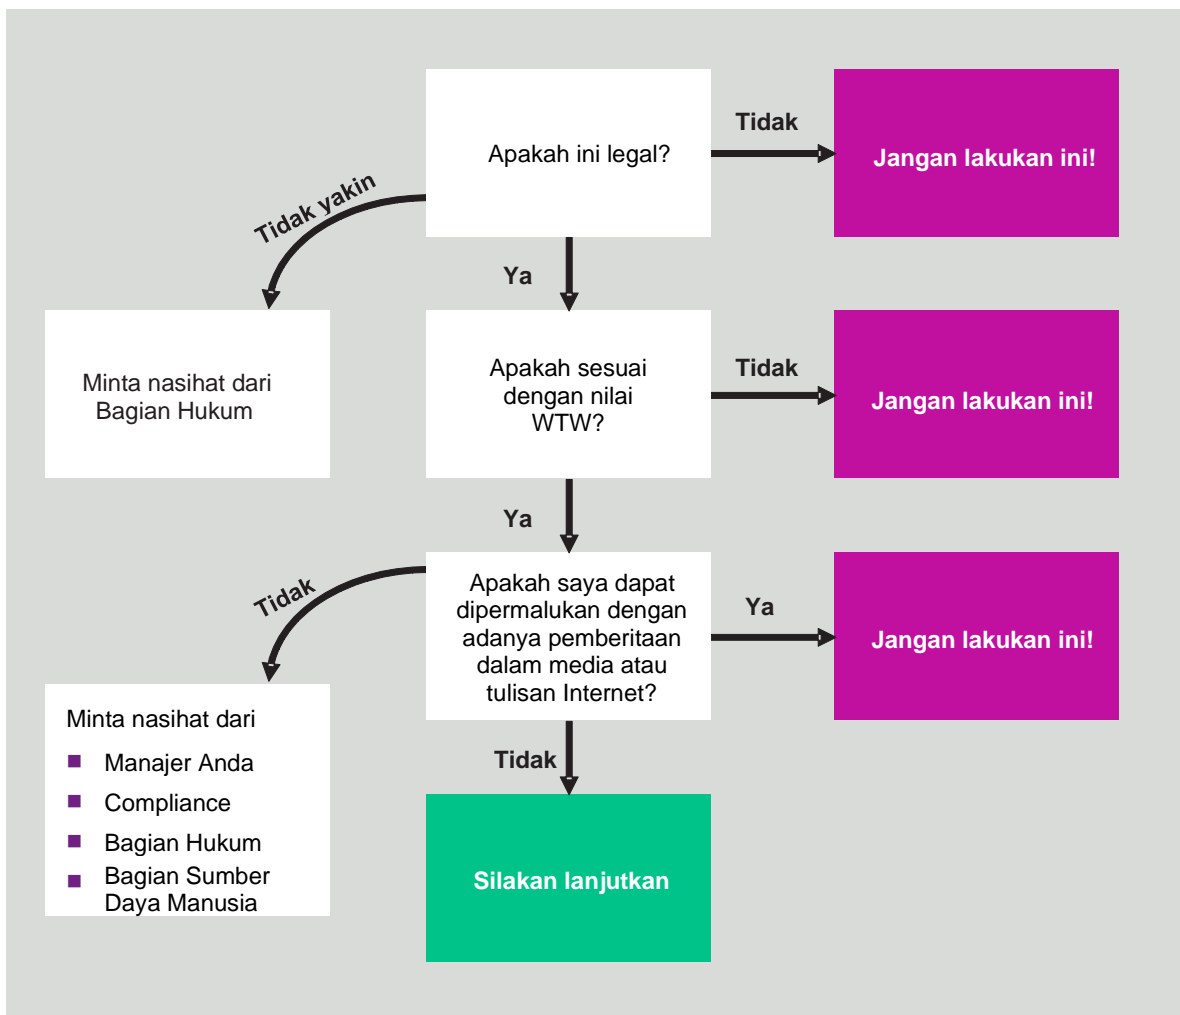 Apakah ini legal?
Tidak
Jangan lakukan ini!
Tidak yakin
Ya
Minta nasihat dari
Bagian Hukum
Apakah sesuai
dengan nilai
WTW?
Tidak
Jangan lakukan ini!
Ya
Tidak
Apakah saya dapat
dipermalukan dengan
adanya pemberitaan
dalam media atau
tulisan Internet?
Ya
Jangan lakukan ini!
Minta nasihat dari
Manajer Anda
Compliance
Bagian Hukum
Bagian Sumber
Daya Manusia
Tidak
Silakan lanjutkan